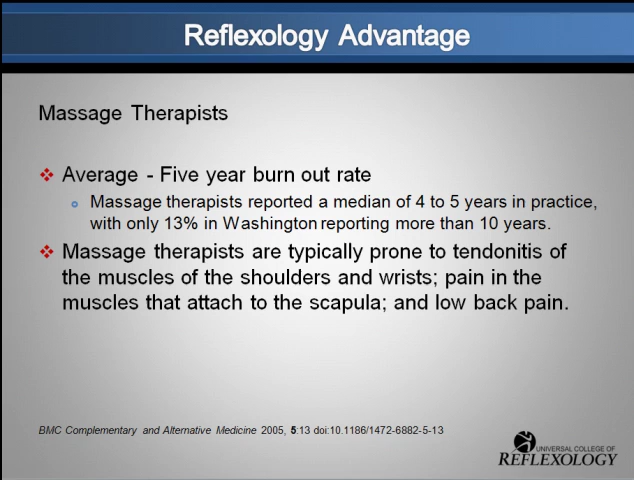 Reflexology Advantage
Massage Therapists
Average - Five year burn out rate
Massage therapists reported a median of 4 to 5 years in practice,
with only 13% in Washington reporting more than 10 years.
Massage therapists are typically prone to tendonitis of
the muscles of the shoulders and wrists; pain in the
muscles that attach to the scapula; and low back pain.
BMC Complementary and Alternative Medicine 2005, 5:13 doi:10.1186/1472-6882-5-13
UNIVERSAL COLLEGE OF
REFLEXOLOGY